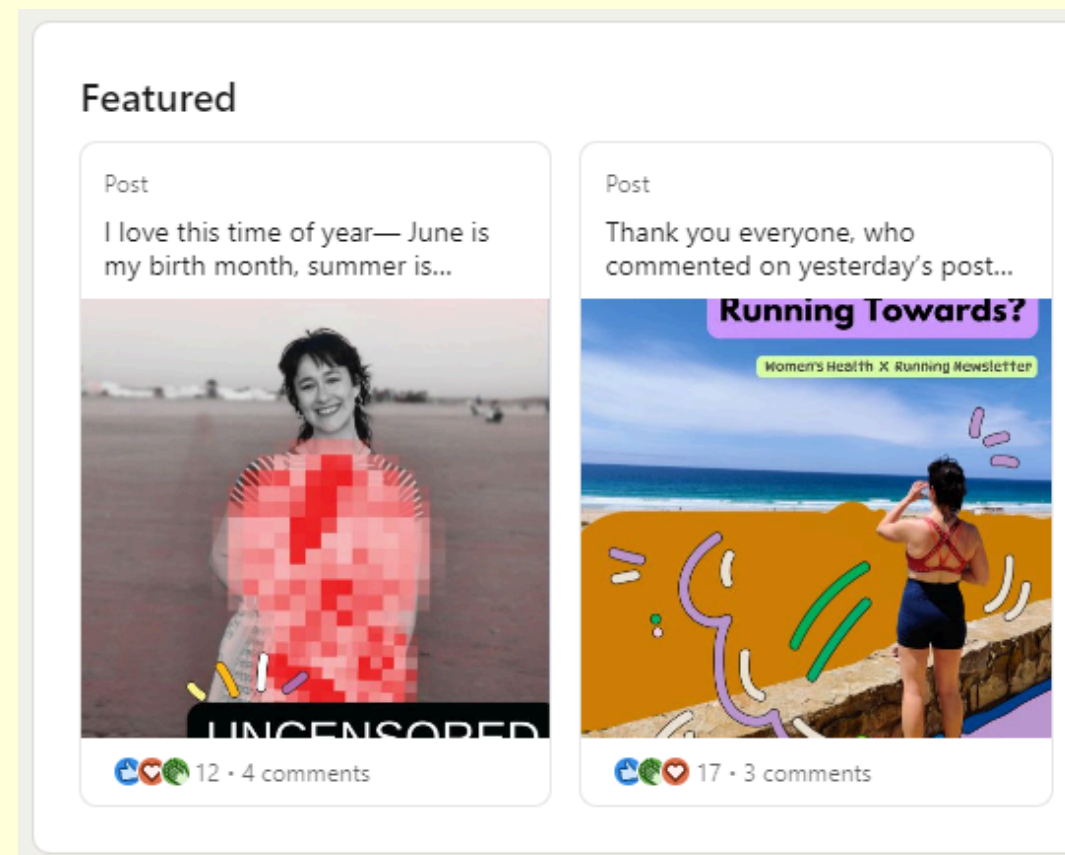 Featured
Post
I love this time of year— June is
my birth month, summer is...
UNCENSORED
12 · 4 comments
Post
Thank you everyone, who
commented on yesterday’s post...
Running Towards?
Women's Health X Running Newsletter
17 · 3 comments